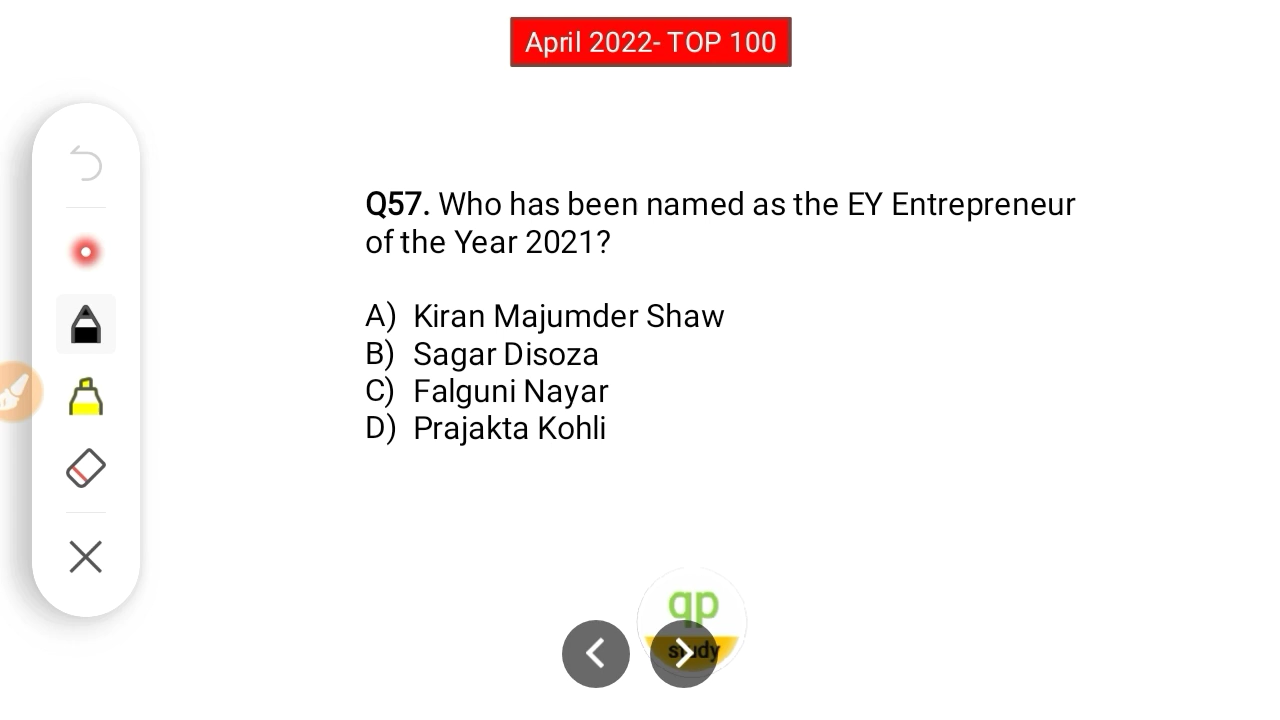 April 2022- TOP 100
Q57. Who has been named as the EY Entrepreneur
of the Year 2021?
A) Kiran Majumder Shaw
B) Sagar Disoza
C) Falguni Nayar
D) Prajakta Kohli
qp
study